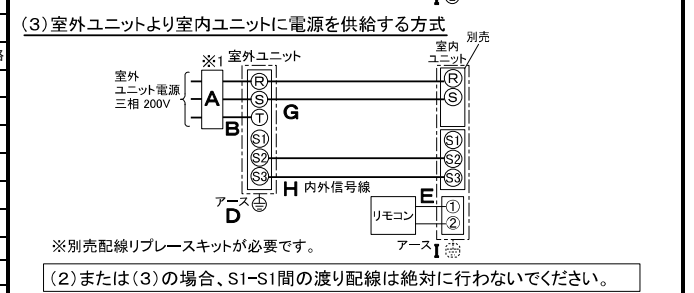 (3)室外ユニットより室内ユニットに電源を供給する方式
別売
※1
室外ユニット
室内
ユニット
室外
ユニット電源
三相 200V
A
B
R
S
T
S1
S2
S3
G
H 内外信号線
R
S
S1
S2
S3
アース
D
リモコン
E
①
②
アース
I
※別売配線リプレースキットが必要です。
(2)または(3)の場合、S1-S1間の渡り配線は絶対に行わないでください。